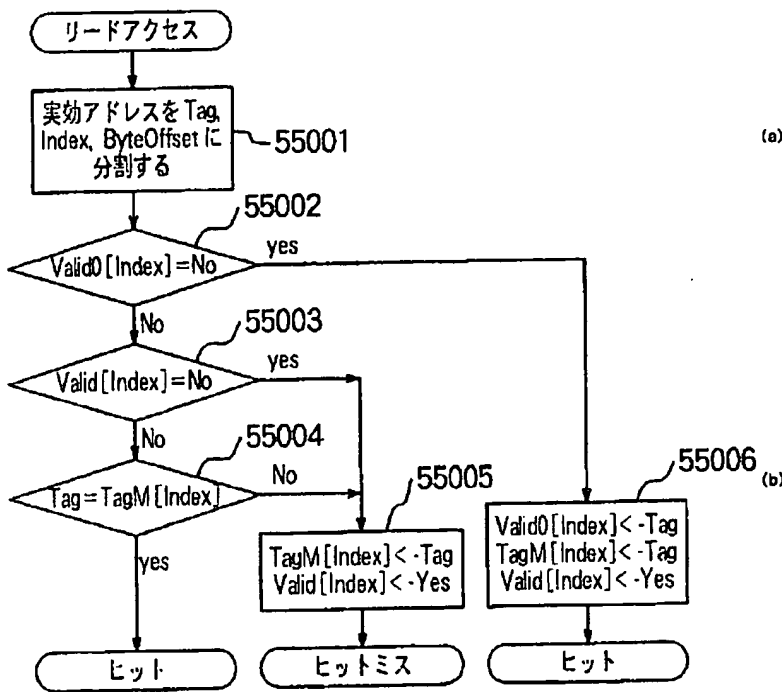 リードアクセス
実効アドレスをTag,
Index, ByteOffsetに
分割する
55001
(a)
55002
Valid0[Index]=No
yes
No
55003
Valid[Index]=No
yes
No
55004
Tag=TagM[Index]
No
yes
55005
TayM[Index]<-Tag
Valid[Index]<-Yes
55006
(b)
Valid0[Index]<-Tag
TagM[Index]<-Tag
Valid[Index]<-Yes
ヒット
ヒットミス
ヒット